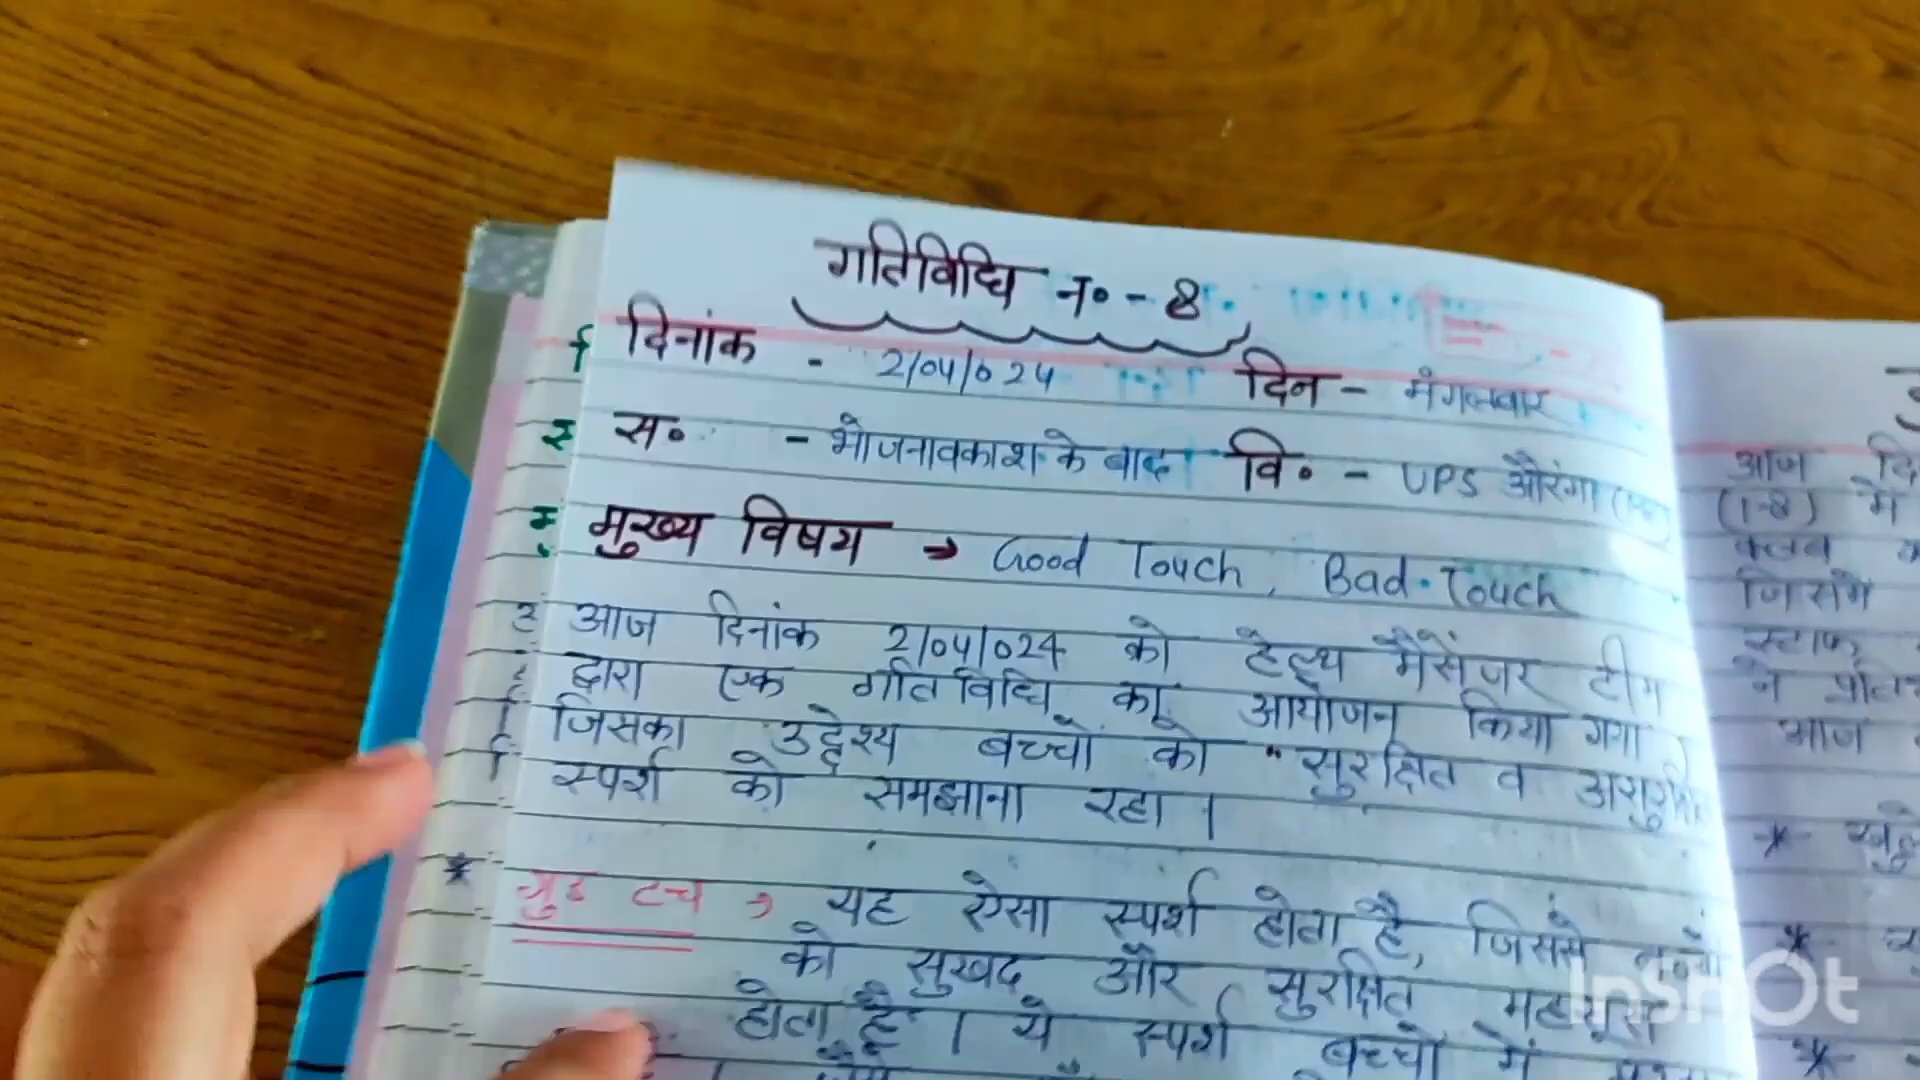 गतिविधि न० - 8
दिनांक - 2/04/024 दिन - मंगलवार
स० - भोजनावकाश के बाद वि० - UPS औरंगा
मुख्य विषय → Good Touch, Bad Touch
आज दिनांक 2/04/024 को हेल्थ मैसेंजर टीम
द्वारा एक गतिविधि का आयोजन किया गया
जिसका उद्देश्य बच्चों को "सुरक्षित व
स्पर्श को समझाना रहा ।
* गुड टच → यह ऐसा स्पर्श होता है, जिससे
को सुखद और सुरक्षित महसूस
होता है । ये स्पर्श बच्चों में
आज
(1-8) में
जिसमें
स्टाफ
आज
InShOt